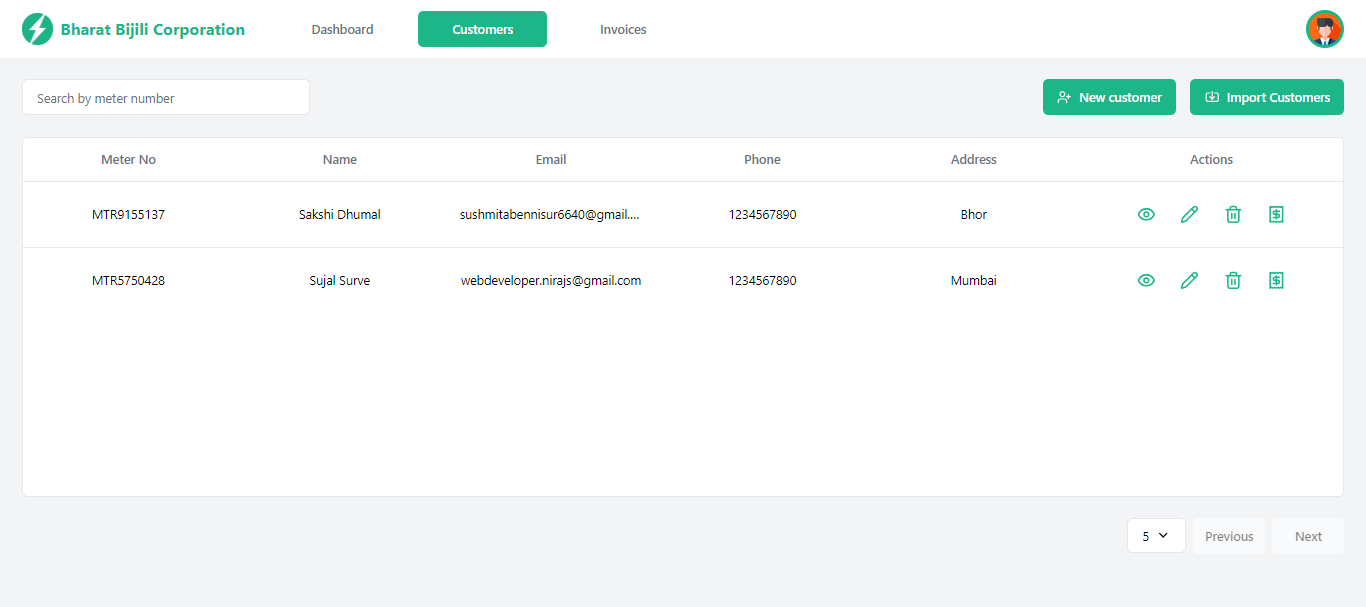 Bharat Bijili Corporation Dashboard Customers Invoices
Search by meter number New customer Import Customers
Meter No Name Email Phone Address Actions
MTR9155137 Sakshi Dhumal sushmitabennisur6640@gmail.... 1234567890 Bhor
MTR5750428 Sujal Surve webdeveloper.nirajs@gmail.com 1234567890 Mumbai
5 Previous Next